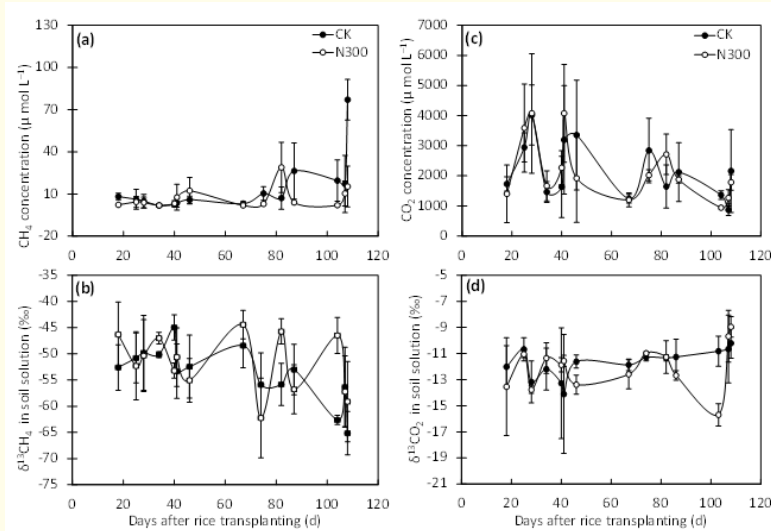 (a)
CK
N300
CH₄ concentration (µ mol L⁻¹)
130
100
70
40
10
-20
0 20 40 60 80 100 120
(c)
CK
N300
CO₂ concentration (µ mol L⁻¹)
7000
6000
5000
4000
3000
2000
1000
0
0 20 40 60 80 100 120
(b)
δ¹³CH₄ in soil solution (‰)
-35
-40
-45
-50
-55
-60
-65
-70
-75
0 20 40 60 80 100 120
Days after rice transplanting (d)
(d)
δ¹³CO₂ in soil solution (‰)
-5
-7
-9
-11
-13
-15
-17
-19
-21
0 20 40 60 80 100 120
Days after rice transplanting (d)